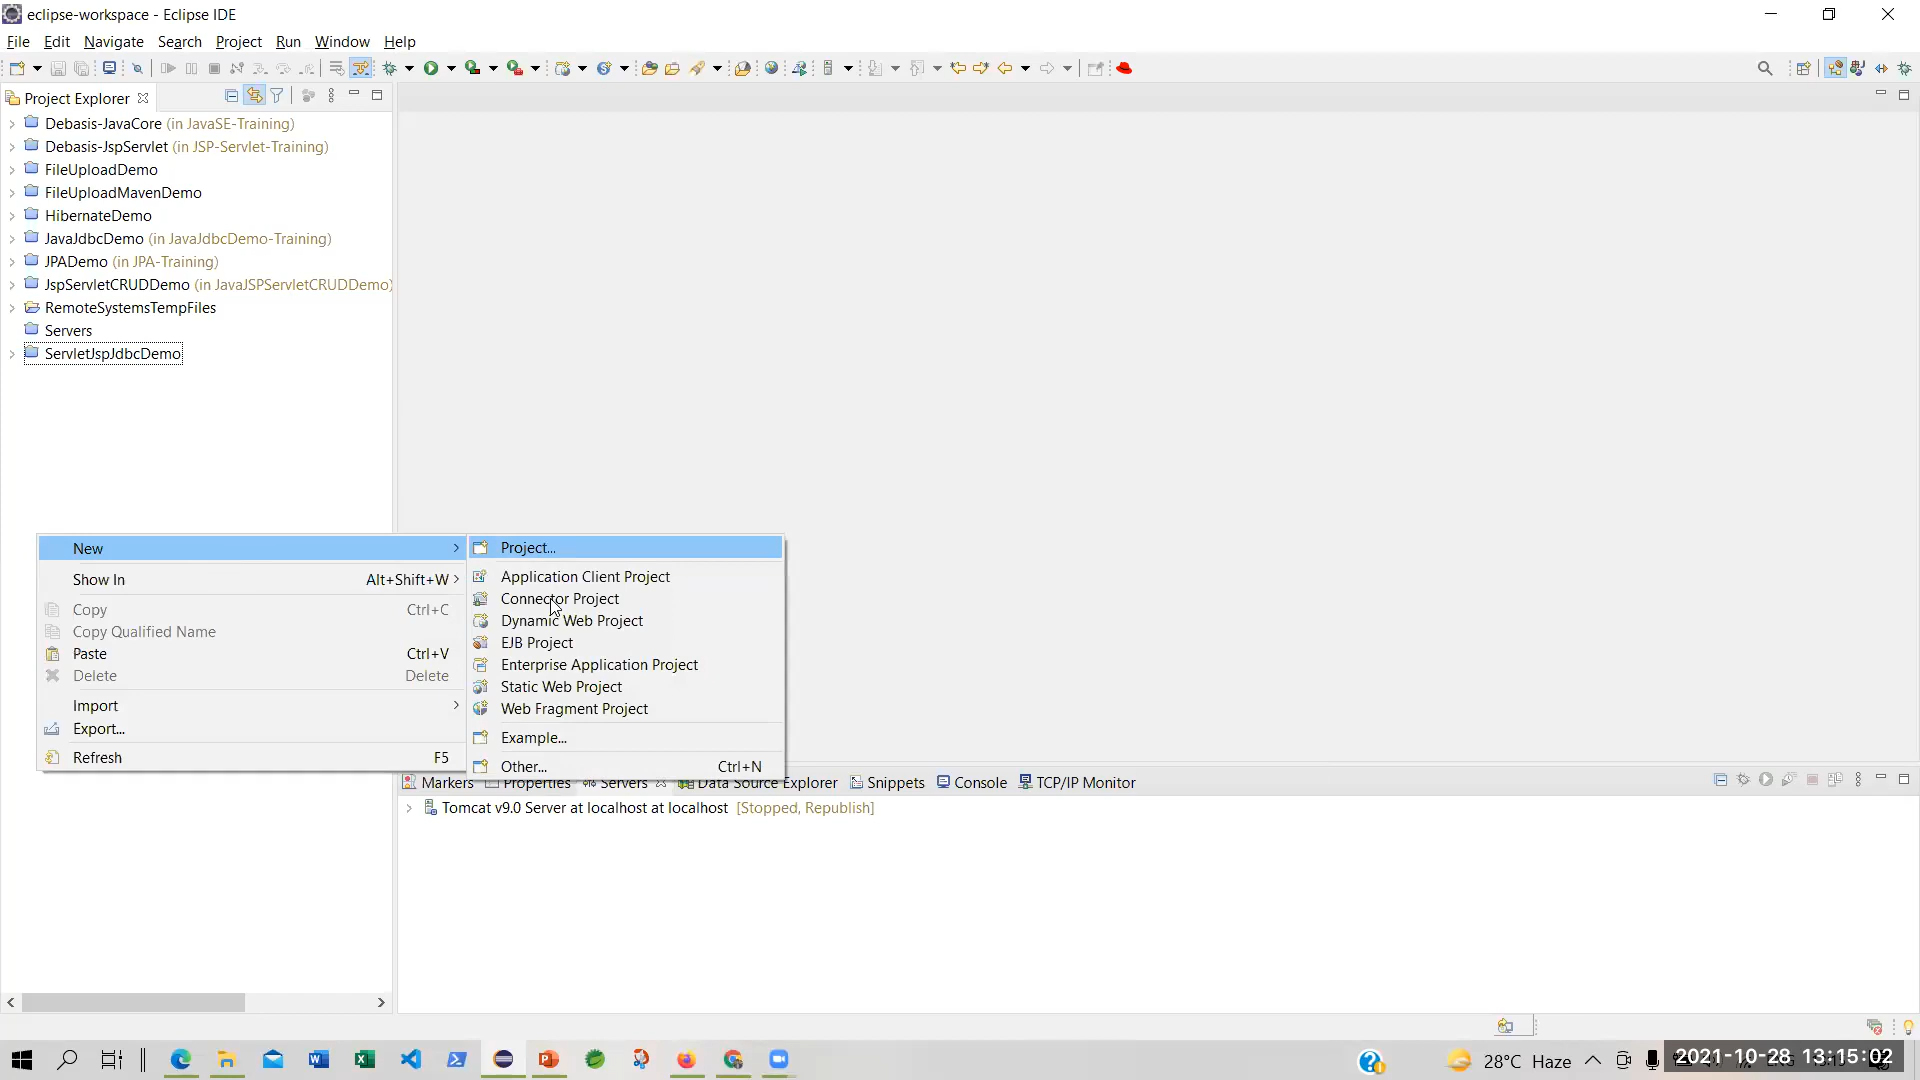 eclipse-workspace - Eclipse IDE
File Edit Navigate Search Project Run Window Help
Project Explorer
Debasis-JavaCore (in JavaSE-Training)
Debasis-JspServlet (in JSP-Servlet-Training)
FileUploadDemo
FileUploadMavenDemo
HibernateDemo
JavaJdbcDemo (in JavaJdbcDemo-Training)
JPADemo (in JPA-Training)
JspServletCRUDDemo (in JavaJSPServletCRUDDemo)
RemoteSystemsTempFiles
Servers
ServletJspJdbcDemo
New
Show In Alt+Shift+W
Copy Ctrl+C
Copy Qualified Name
Paste Ctrl+V
Delete Delete
Import
Export...
Refresh F5
Project...
Application Client Project
Connector Project
Dynamic Web Project
EJB Project
Enterprise Application Project
Static Web Project
Web Fragment Project
Example...
Other... Ctrl+N
Markers Properties Servers Data Source Explorer Snippets Console TCP/IP Monitor
Tomcat v9.0 Server at localhost at localhost [Stopped, Republish]
28°C Haze
2021-10-28 13:15:02